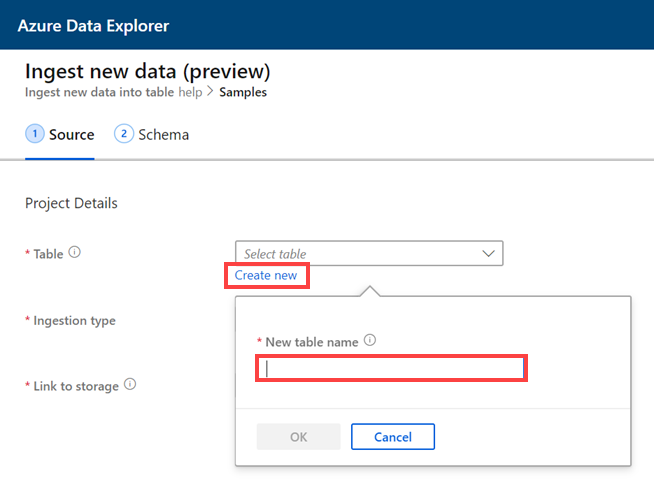 Azure Data Explorer
Ingest new data (preview)
Ingest new data into table help > Samples
1 Source 2 Schema
Project Details
* Table
Select table
Create new
* Ingestion type
* New table name
* Link to storage
OK Cancel